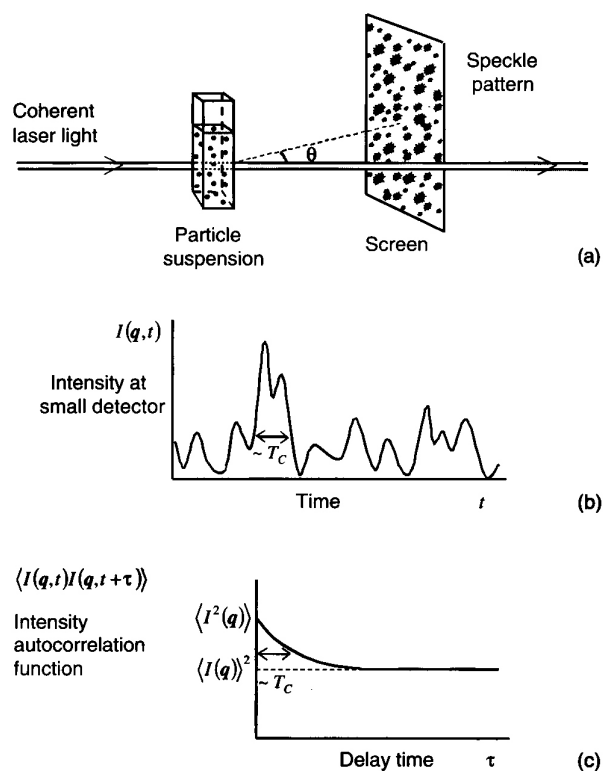 Coherent
laser light
θ
Speckle
pattern
Particle
suspension
Screen
(a)
I(q,t)
Intensity at
small detector
~ T_C
Time t
(b)
⟨I(q,t)I(q,t + τ)⟩
Intensity
autocorrelation
function
⟨I²(q)⟩
⟨I(q)⟩²
~ T_C
Delay time τ
(c)